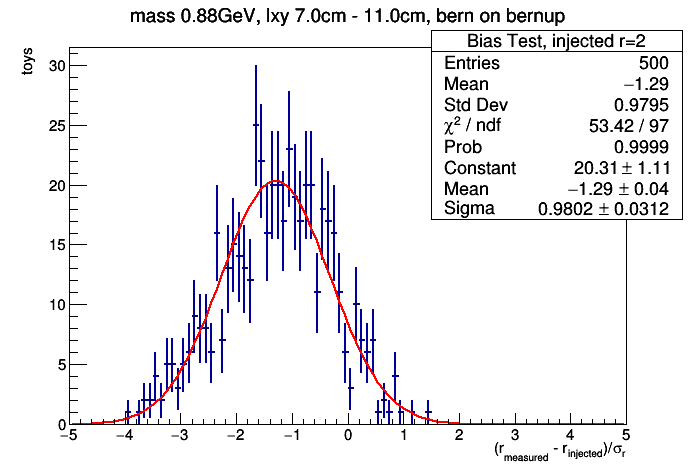 mass 0.88GeV, lxy 7.0cm - 11.0cm, bern on bernup
toys
Bias Test, injected r=2
Entries 500
Mean −1.29
Std Dev 0.9795
χ² / ndf 53.42 / 97
Prob 0.9999
Constant 20.31 ± 1.11
Mean −1.29 ± 0.04
Sigma 0.9802 ± 0.0312
30
25
20
15
10
5
0
−5 −4 −3 −2 −1 0 1 2 3 4 5
(r_measured - r_injected)/σ_r